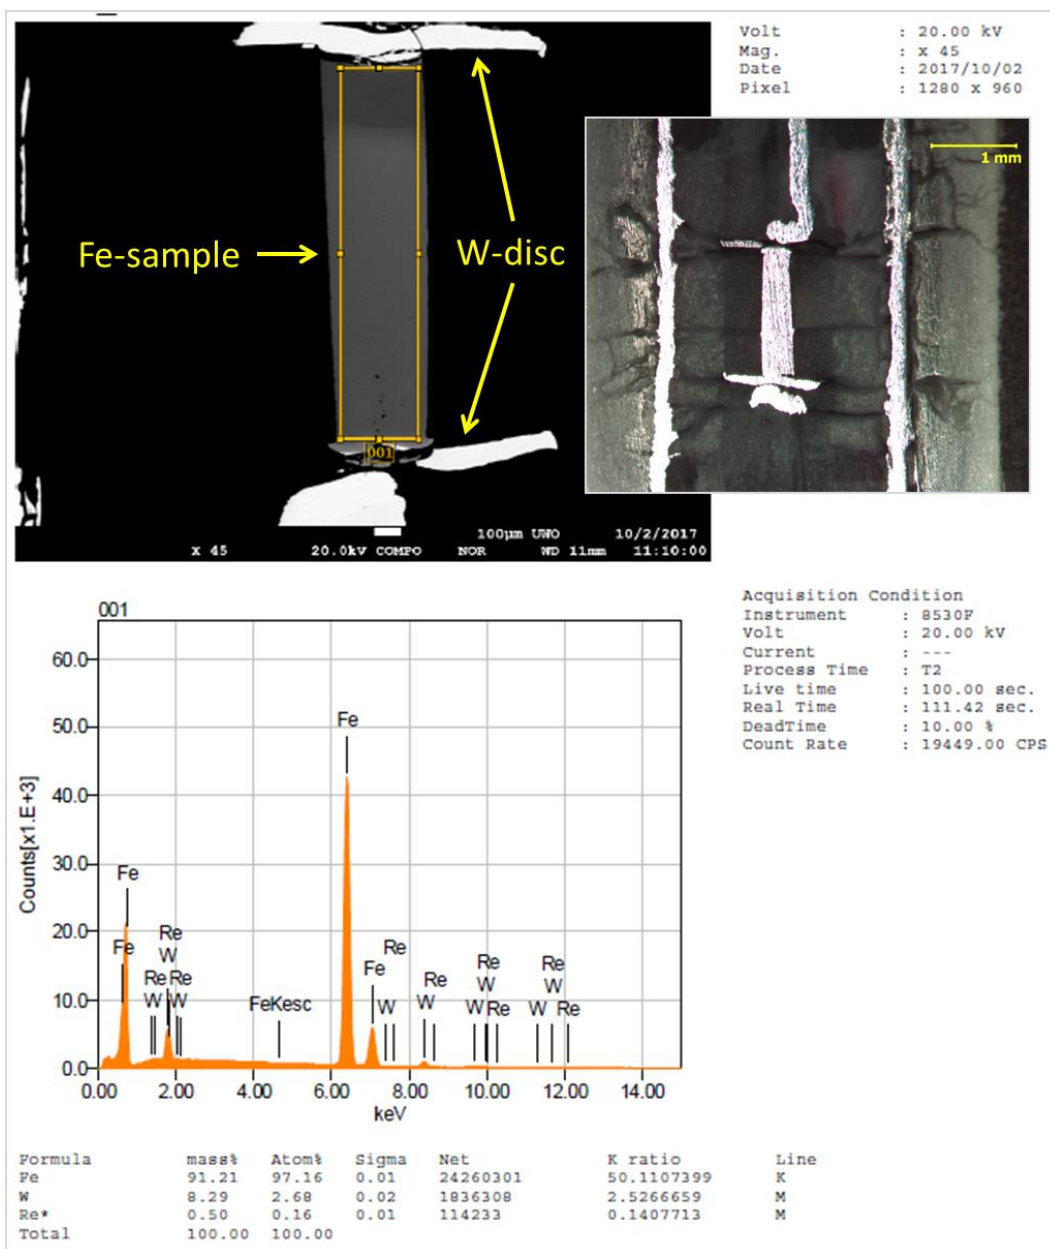 Volt : 20.00 kV
Mag. : x 45
Date : 2017/10/02
Pixel : 1280 x 960
Fe-sample
W-disc
1 mm
001
100μm UWO 10/2/2017
x 45 20.0kV COMPO NOR WD 11mm 11:10:00
Acquisition Condition
Instrument : 8530F
Volt : 20.00 kV
Current : ---
Process Time : T2
Live time : 100.00 sec.
Real Time : 111.42 sec.
DeadTime : 10.00 %
Count Rate : 19449.00 CPS
001
Counts[x1.E+3]
60.0
50.0
40.0
30.0
20.0
10.0
0.0
Fe
Fe
Fe
Re
W
Re Re
W W
FeKesc
Fe
Re
W
Re
W
Re
W
W Re
Re
W
W Re
0.00 2.00 4.00 6.00 8.00 10.00 12.00 14.00
keV
Formula mass% Atom% Sigma Net K ratio Line
Fe 91.21 97.16 0.01 24260301 50.1107399 K
W 8.29 2.68 0.02 1836308 2.5266659 M
Re* 0.50 0.16 0.01 114233 0.1407713 M
Total 100.00 100.00